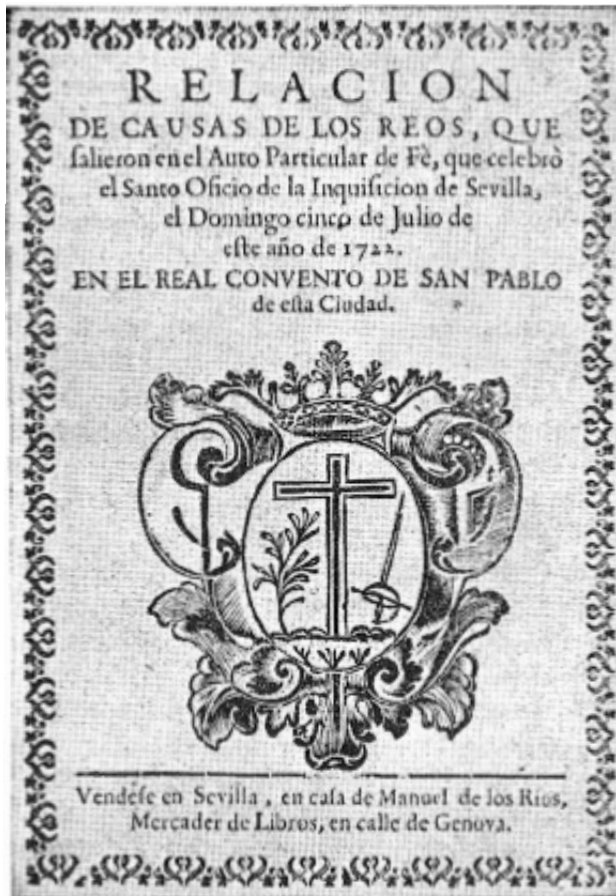 RELACION
DE CAUSAS DE LOS REOS, QUE
ſalieron en el Auto Particular de Fè, que celebrò
el Santo Oficio de la Inquiſicion de Sevilla,
el Domingo cinco de Julio de
eſte año de 1722.
EN EL REAL CONVENTO DE SAN PABLO
de eſta Ciudad.
Vendeſe en Sevilla, en caſa de Manuel de los Rios,
Mercader de Libros, en calle de Genova.